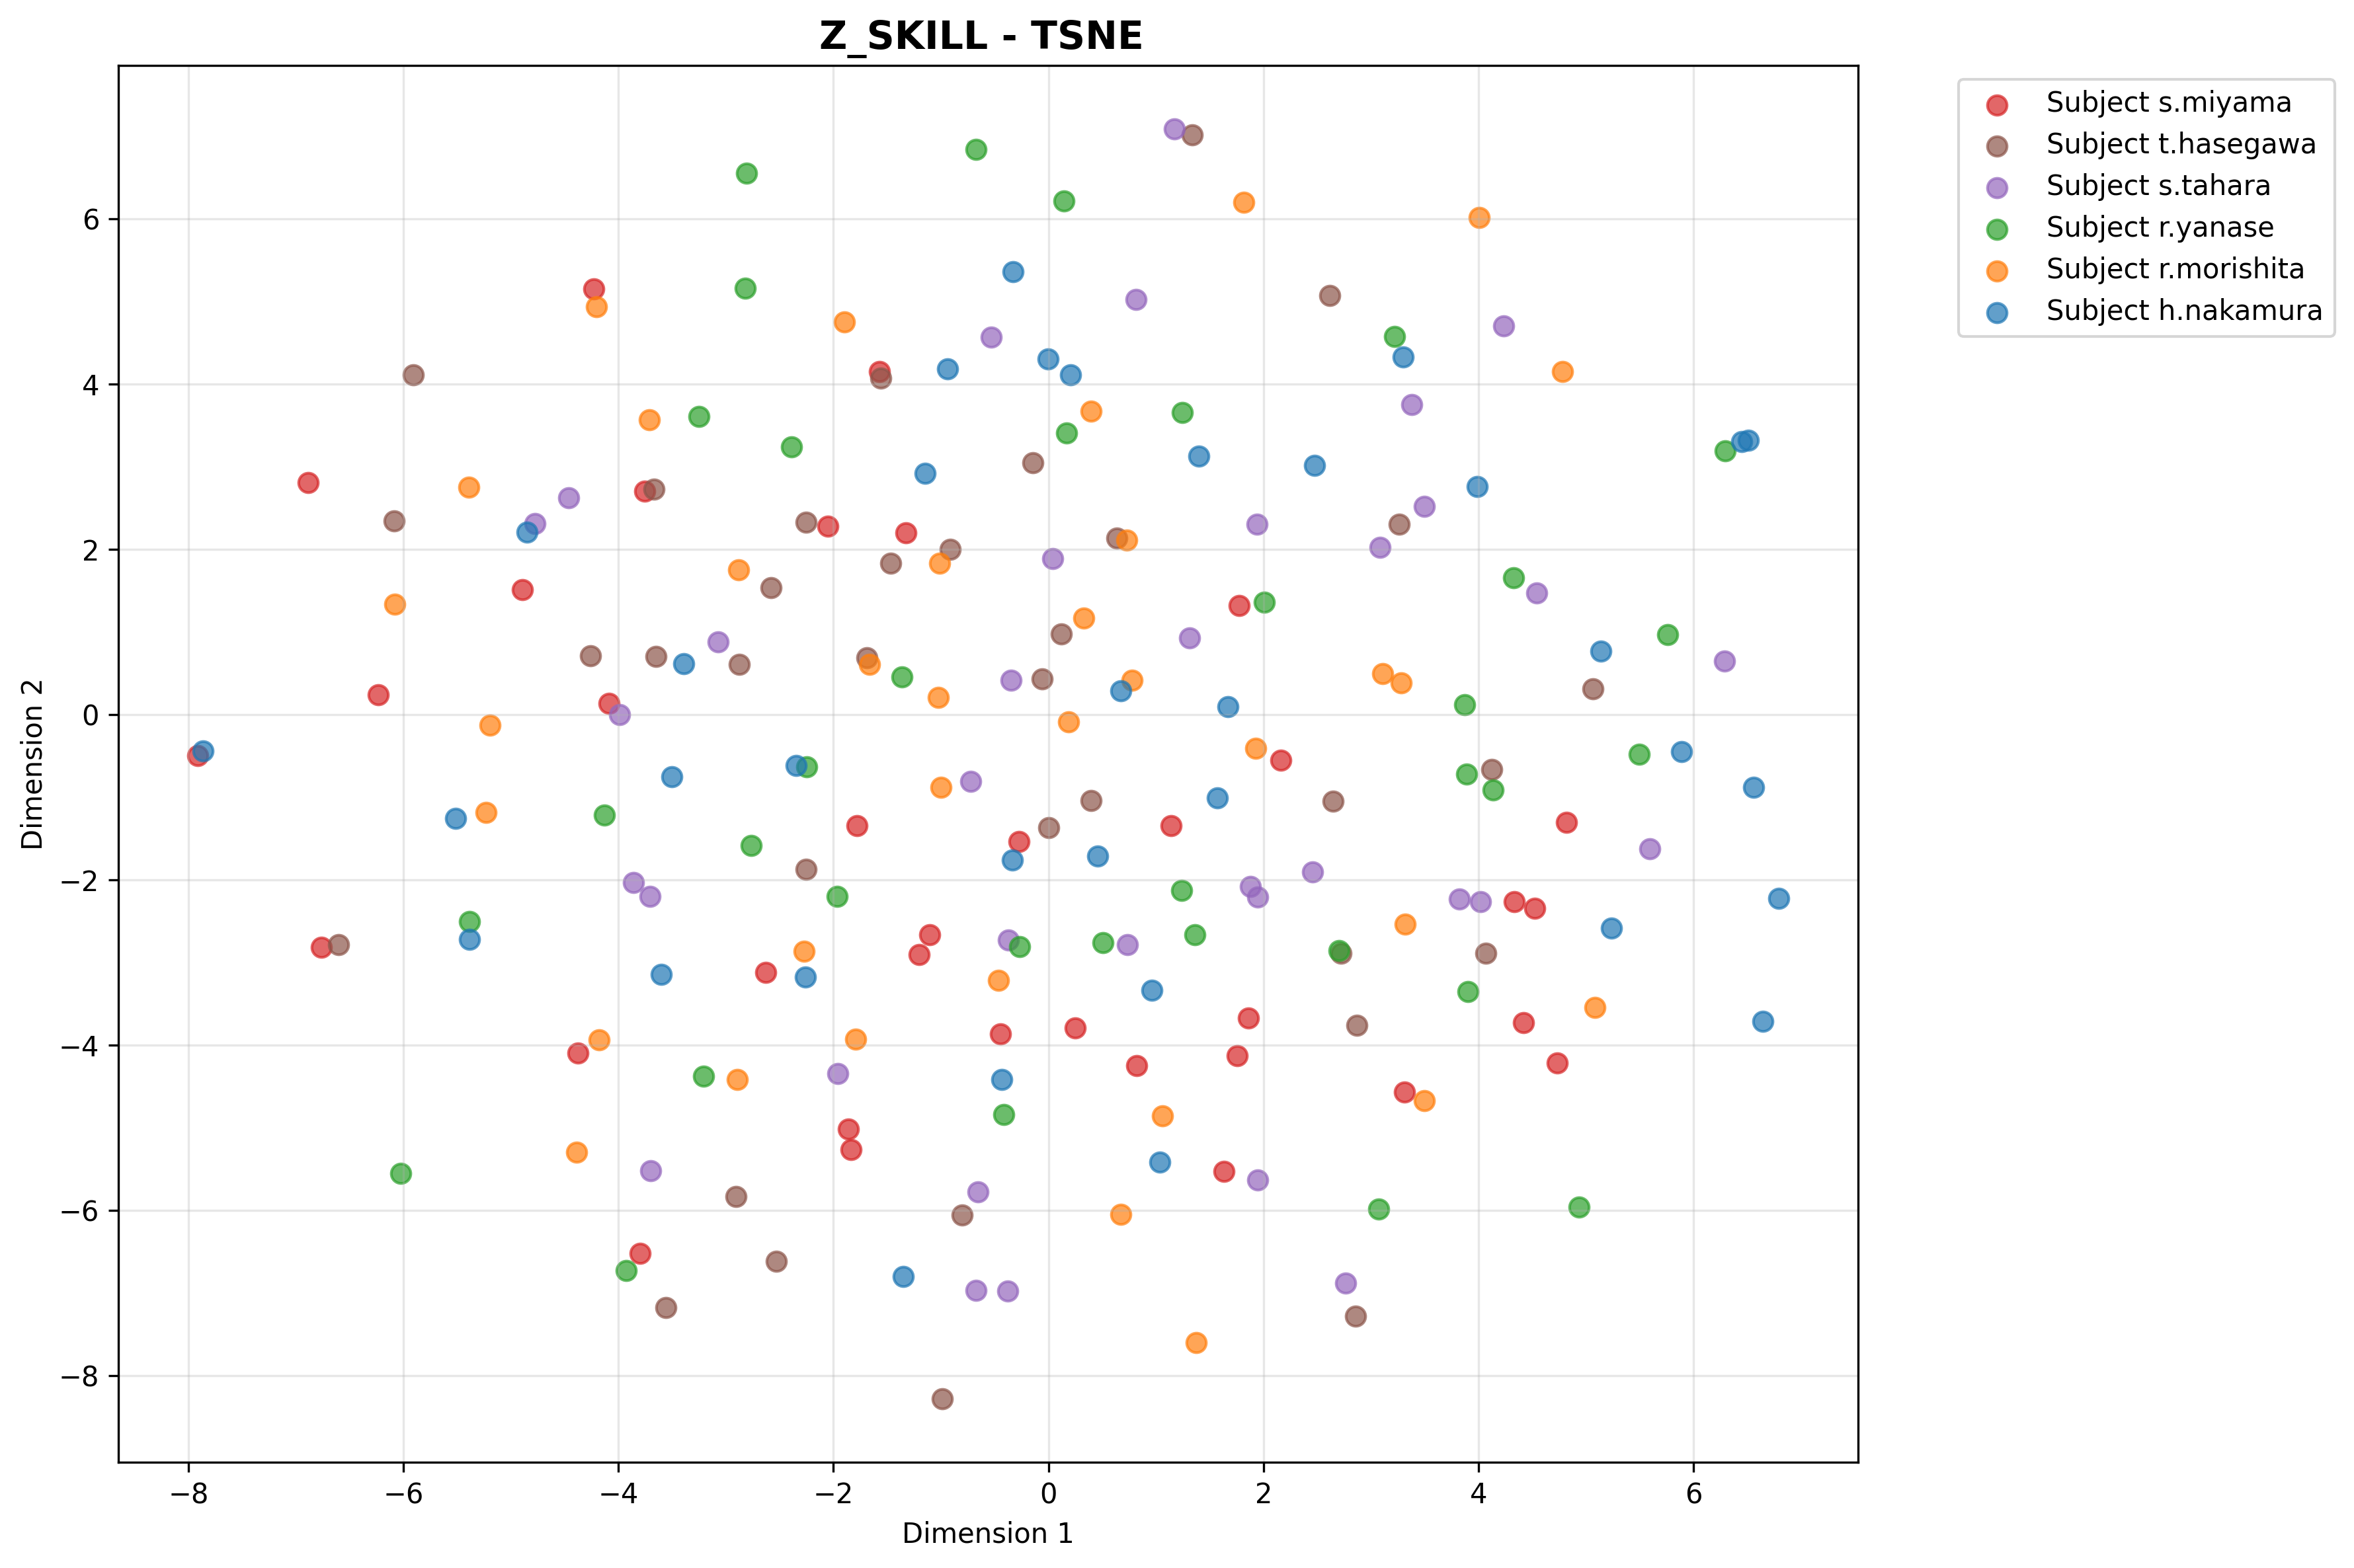 Z_SKILL - TSNE
Subject s.miyama
Subject t.hasegawa
Subject s.tahara
Subject r.yanase
Subject r.morishita
Subject h.nakamura
Dimension 2
6
4
2
0
−2
−4
−6
−8
−8 −6 −4 −2 0 2 4 6
Dimension 1